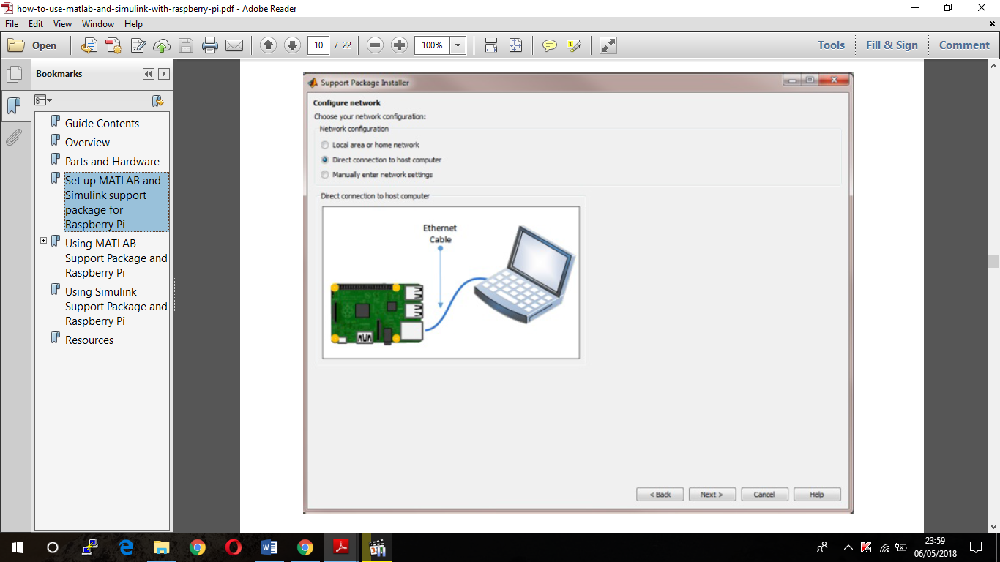 how-to-use-matlab-and-simulink-with-raspberry-pi.pdf - Adobe Reader
File Edit View Window Help
Open 10 / 22 100% Tools Fill & Sign Comment
Bookmarks
Guide Contents
Overview
Parts and Hardware
Set up MATLAB and
Simulink support
package for
Raspberry Pi
Using MATLAB
Support Package and
Raspberry Pi
Using Simulink
Support Package and
Raspberry Pi
Resources
Support Package Installer
Configure network
Choose your network configuration:
Network configuration
Local area or home network
Direct connection to host computer
Manually enter network settings
Direct connection to host computer
Ethernet
Cable
< Back Next > Cancel Help
23:59
06/05/2018